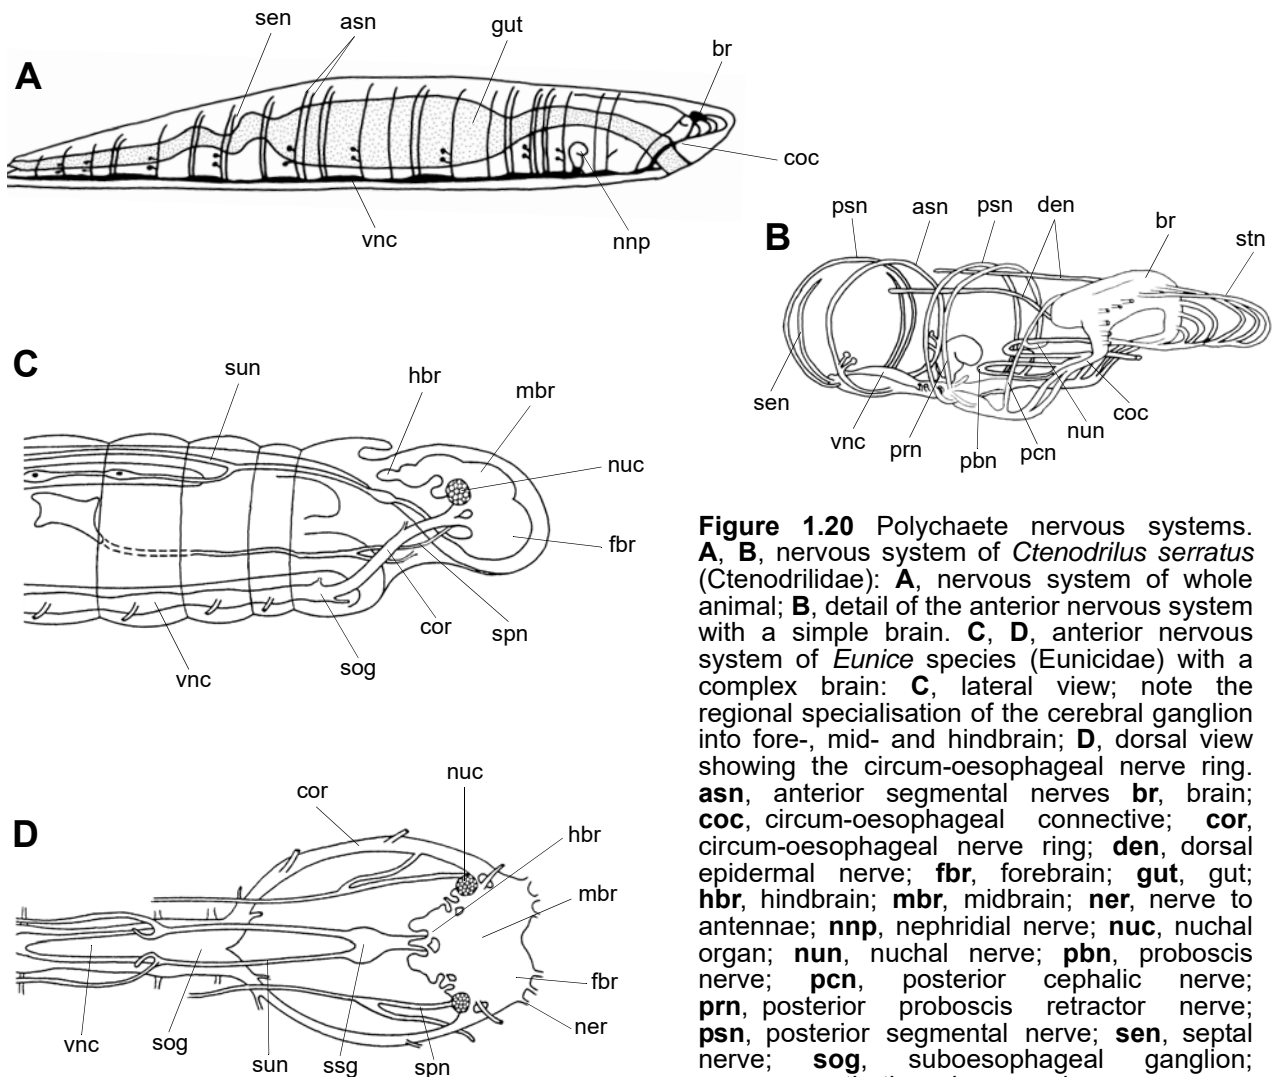 A
sen
asn
gut
br
coc
vnc
nnp
B
psn
asn
psn
den
br
stn
sen
vnc
prn
pbn
pcn
nun
coc
C
sun
hbr
mbr
nuc
fbr
cor
spn
sog
vnc
D
cor
nuc
hbr
mbr
fbr
ner
vnc
sog
sun
ssg
spn
Figure 1.20 Polychaete nervous systems.
A, B, nervous system of Ctenodrilus serratus
(Ctenodrilidae): A, nervous system of whole
animal; B, detail of the anterior nervous system
with a simple brain. C, D, anterior nervous
system of Eunice species (Eunicidae) with a
complex brain: C, lateral view; note the
regional specialisation of the cerebral ganglion
into fore-, mid- and hindbrain; D, dorsal view
showing the circum-oesophageal nerve ring.
asn, anterior segmental nerves br, brain;
coc, circum-oesophageal connective; cor,
circum-oesophageal nerve ring; den, dorsal
epidermal nerve; fbr, forebrain; gut, gut;
hbr, hindbrain; mbr, midbrain; ner, nerve to
antennae; nnp, nephridial nerve; nuc, nuchal
organ; nun, nuchal nerve; pbn, proboscis
nerve; pcn, posterior cephalic nerve;
prn, posterior proboscis retractor nerve;
psn, posterior segmental nerve; sen, septal
nerve; sog, suboesophageal ganglion;